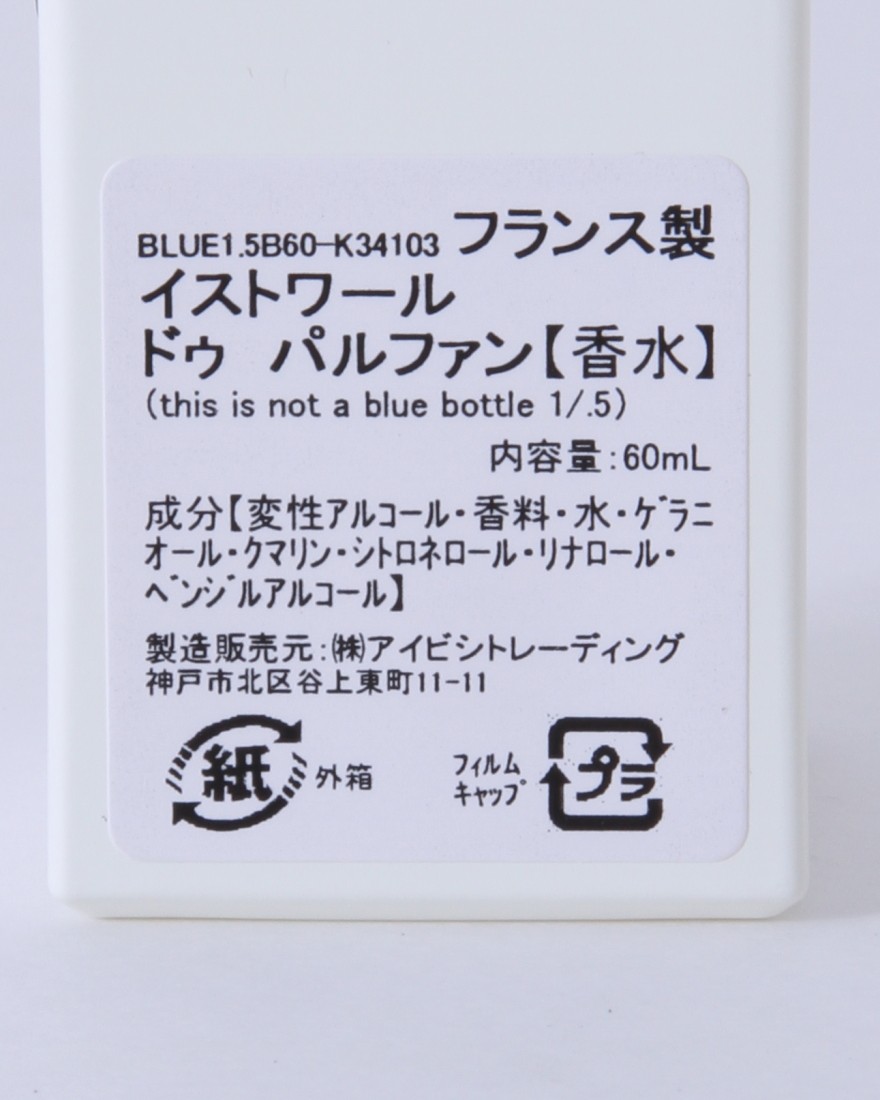 BLUE1.5B60-K34103 フランス製
イストワール
ドゥ パルファン【香水】
(this is not a blue bottle 1/.5)
内容量:60mL
成分【変性アルコール・香料・水・ゲラニ
オール・クマリン・シトロネロール・リナロール・
ベンジルアルコール】
製造販売元:㈱アイビシトレーディング
神戸市北区谷上東町11-11
紙 外箱
フィルム
キャップ
プラ